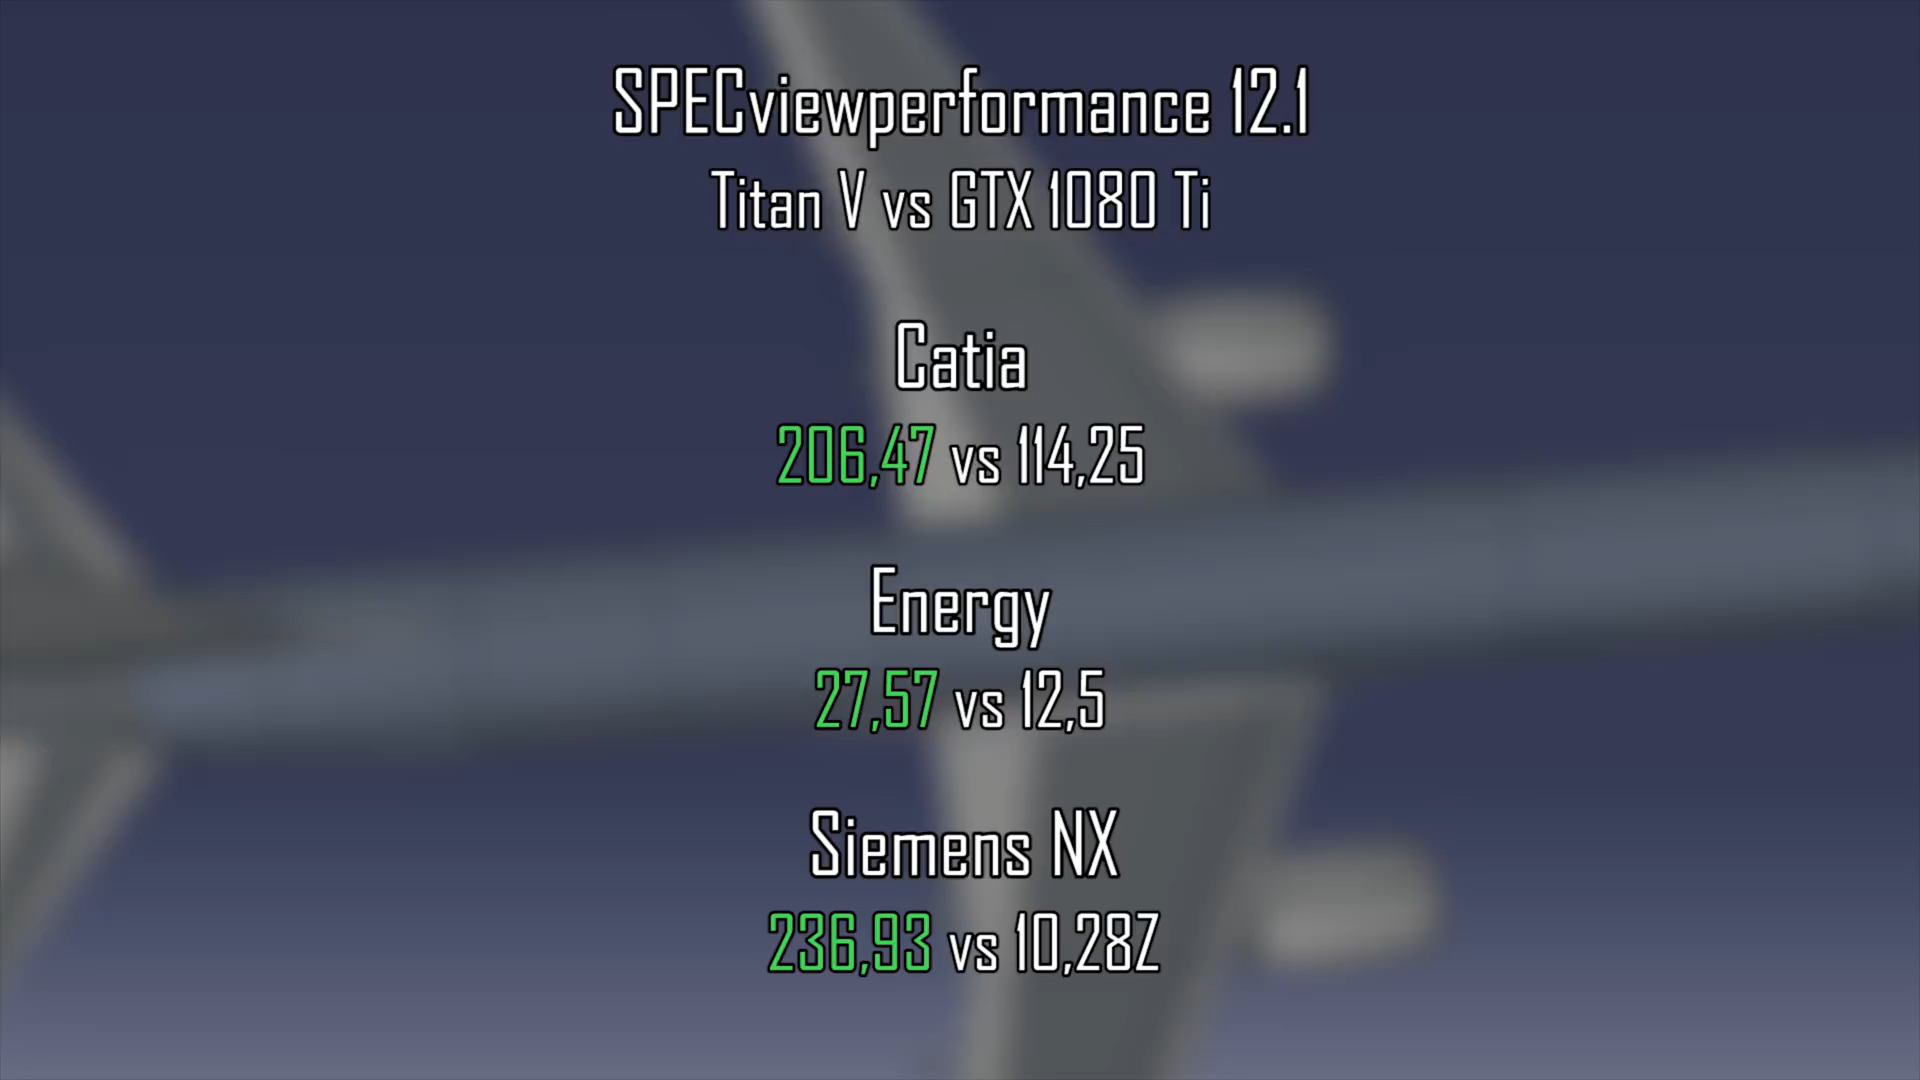 SPECviewperformance 12.1
Titan V vs GTX 1080 Ti
Catia
206,47 vs 114,25
Energy
27,57 vs 12,5
Siemens NX
236,93 vs 10,28Z